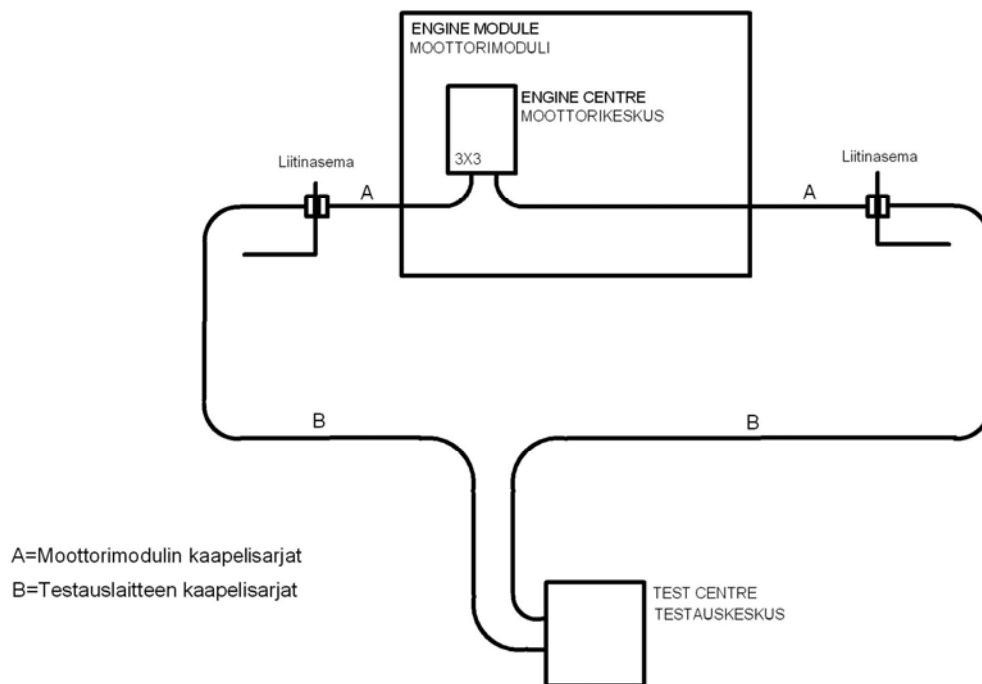 ENGINE MODULE
MOOTTORIMODULI
ENGINE CENTRE
MOOTTORIKESKUS
3X3
Liitinasema
A
A
Liitinasema
B
B
A=Moottorimodulin kaapelisarjat
B=Testauslaitteen kaapelisarjat
TEST CENTRE
TESTAUSKESKUS